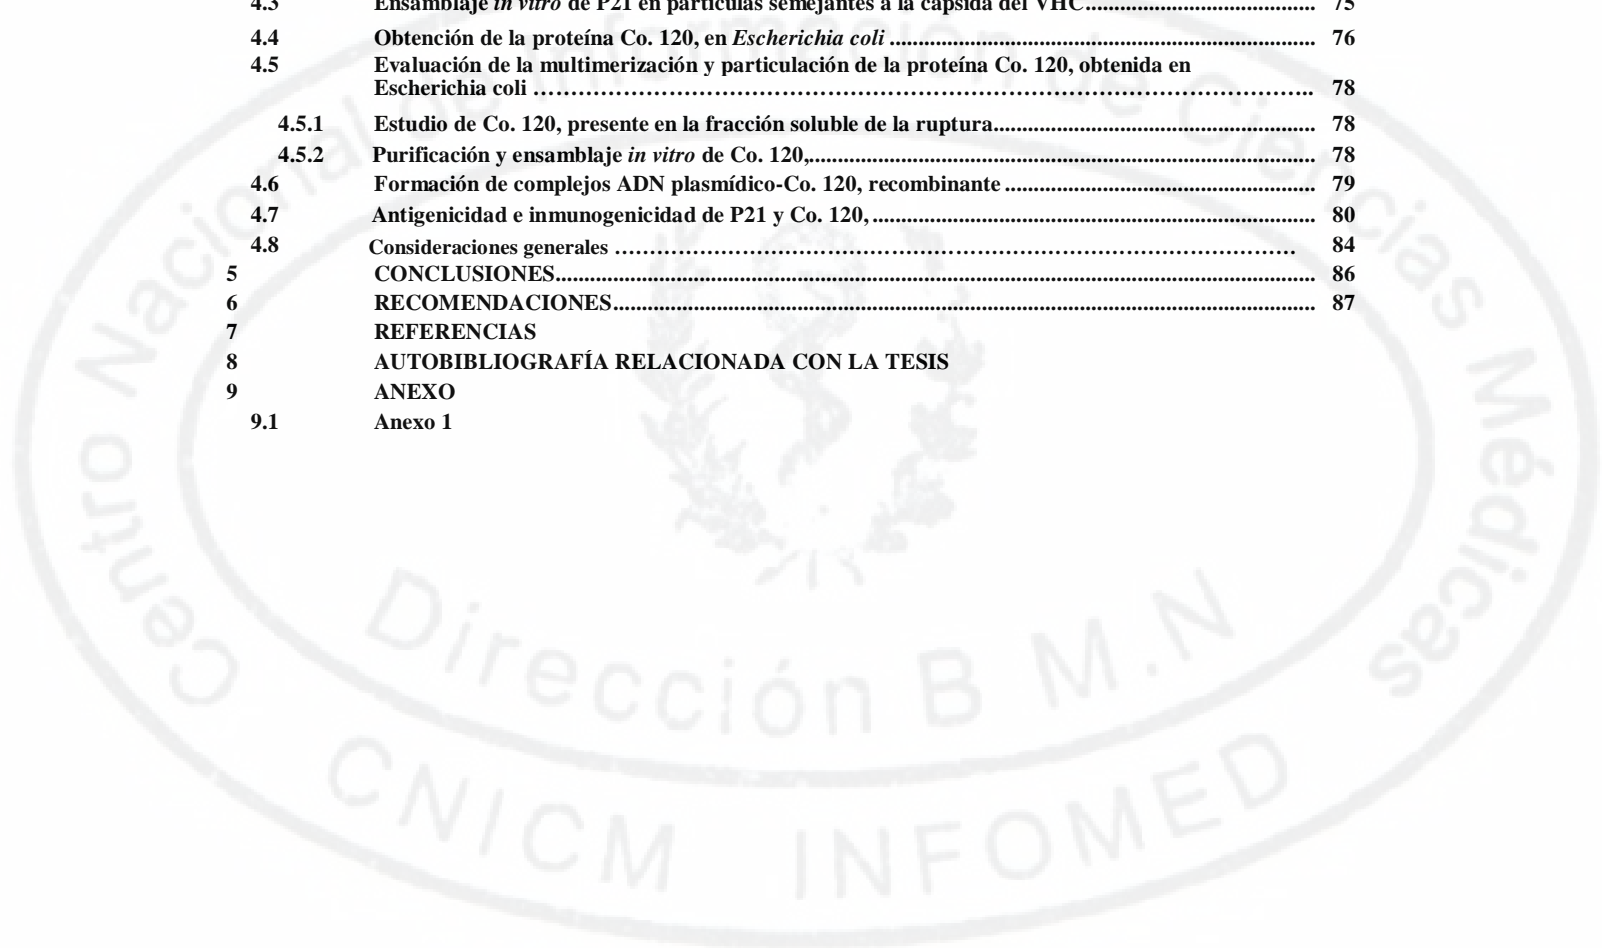 4.3 Ensamblaje in vitro de P21 en partículas semejantes a la cápsida del VHC.................................... 75
4.4 Obtención de la proteína Co. 120, en Escherichia coli .................................................................... 76
4.5 Evaluación de la multimerización y particulación de la proteína Co. 120, obtenida en
Escherichia coli …………………………………………………………………………………….. 78
4.5.1 Estudio de Co. 120, presente en la fracción soluble de la ruptura................................................... 78
4.5.2 Purificación y ensamblaje in vitro de Co. 120,................................................................................ 78
4.6 Formación de complejos ADN plasmídico-Co. 120, recombinante ................................................. 79
4.7 Antigenicidad e inmunogenicidad de P21 y Co. 120, ...................................................................... 80
4.8 Consideraciones generales ………………………………………………………………………… 84
5 CONCLUSIONES........................................................................................................................... 86
6 RECOMENDACIONES.................................................................................................................. 87
7 REFERENCIAS
8 AUTOBIBLIOGRAFÍA RELACIONADA CON LA TESIS
9 ANEXO
9.1 Anexo 1
Centro Nacional de Información de Ciencias Médicas
Dirección B M.N
CNICM INFOMED